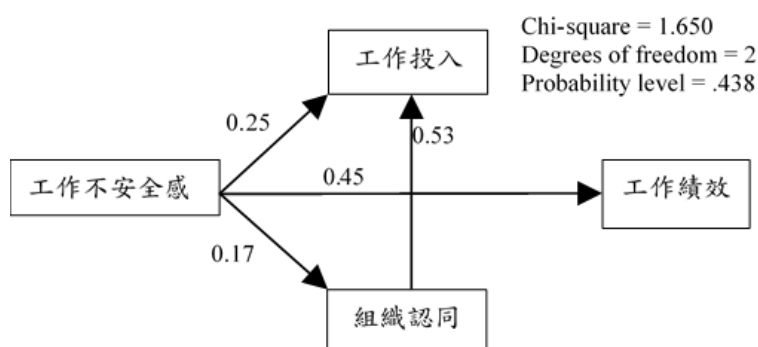 Chi-square = 1.650
Degrees of freedom = 2
Probability level = .438
工作投入
0.25
0.53
工作不安全感
0.45
工作績效
0.17
組織認同